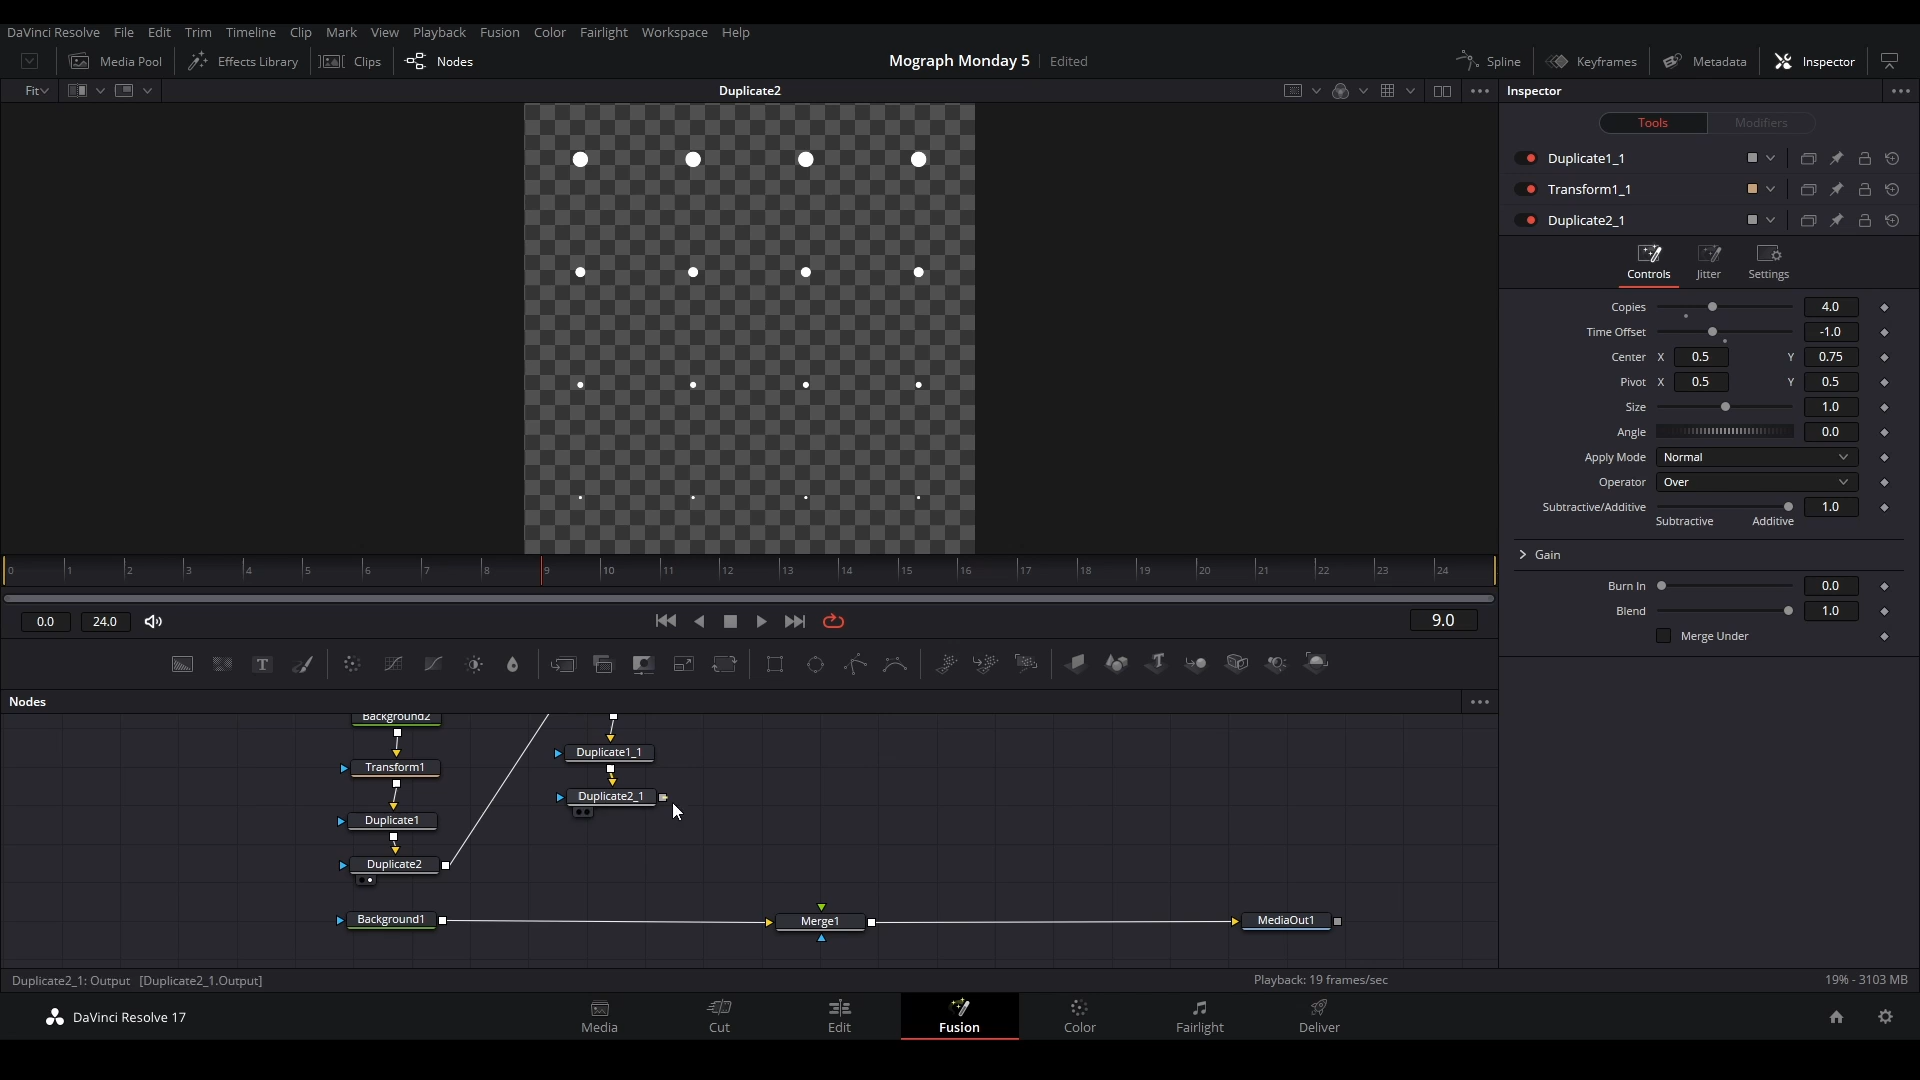 DaVinci Resolve File Edit Trim Timeline Clip Mark View Playback Fusion Color Fairlight Workspace Help
Media Pool Effects Library Clips Nodes Mograph Monday 5 Edited Spline Keyframes Metadata Inspector
Fit Duplicate2 Inspector
Tools Modifiers
Duplicate1_1
Transform1_1
Duplicate2_1
Controls Jitter Settings
Copies 4.0
Time Offset -1.0
Center X 0.5 Y 0.75
Pivot X 0.5 Y 0.5
Size 1.0
Angle 0.0
Apply Mode Normal
Operator Over
Subtractive/Additive 1.0
Subtractive Additive
Gain
Burn In 0.0
Blend 1.0
Merge Under
0 1 2 3 4 5 6 7 8 9 10 11 12 13 14 15 16 17 18 19 20 21 22 23 24
0.0 24.0 9.0
T
Nodes
Background2
Duplicate1_1
Transform1
Duplicate2_1
Duplicate1
Duplicate2
Background1 Merge1 MediaOut1
Duplicate2_1: Output [Duplicate2_1.Output] Playback: 19 frames/sec 19% - 3103 MB
DaVinci Resolve 17 Media Cut Edit Fusion Color Fairlight Deliver